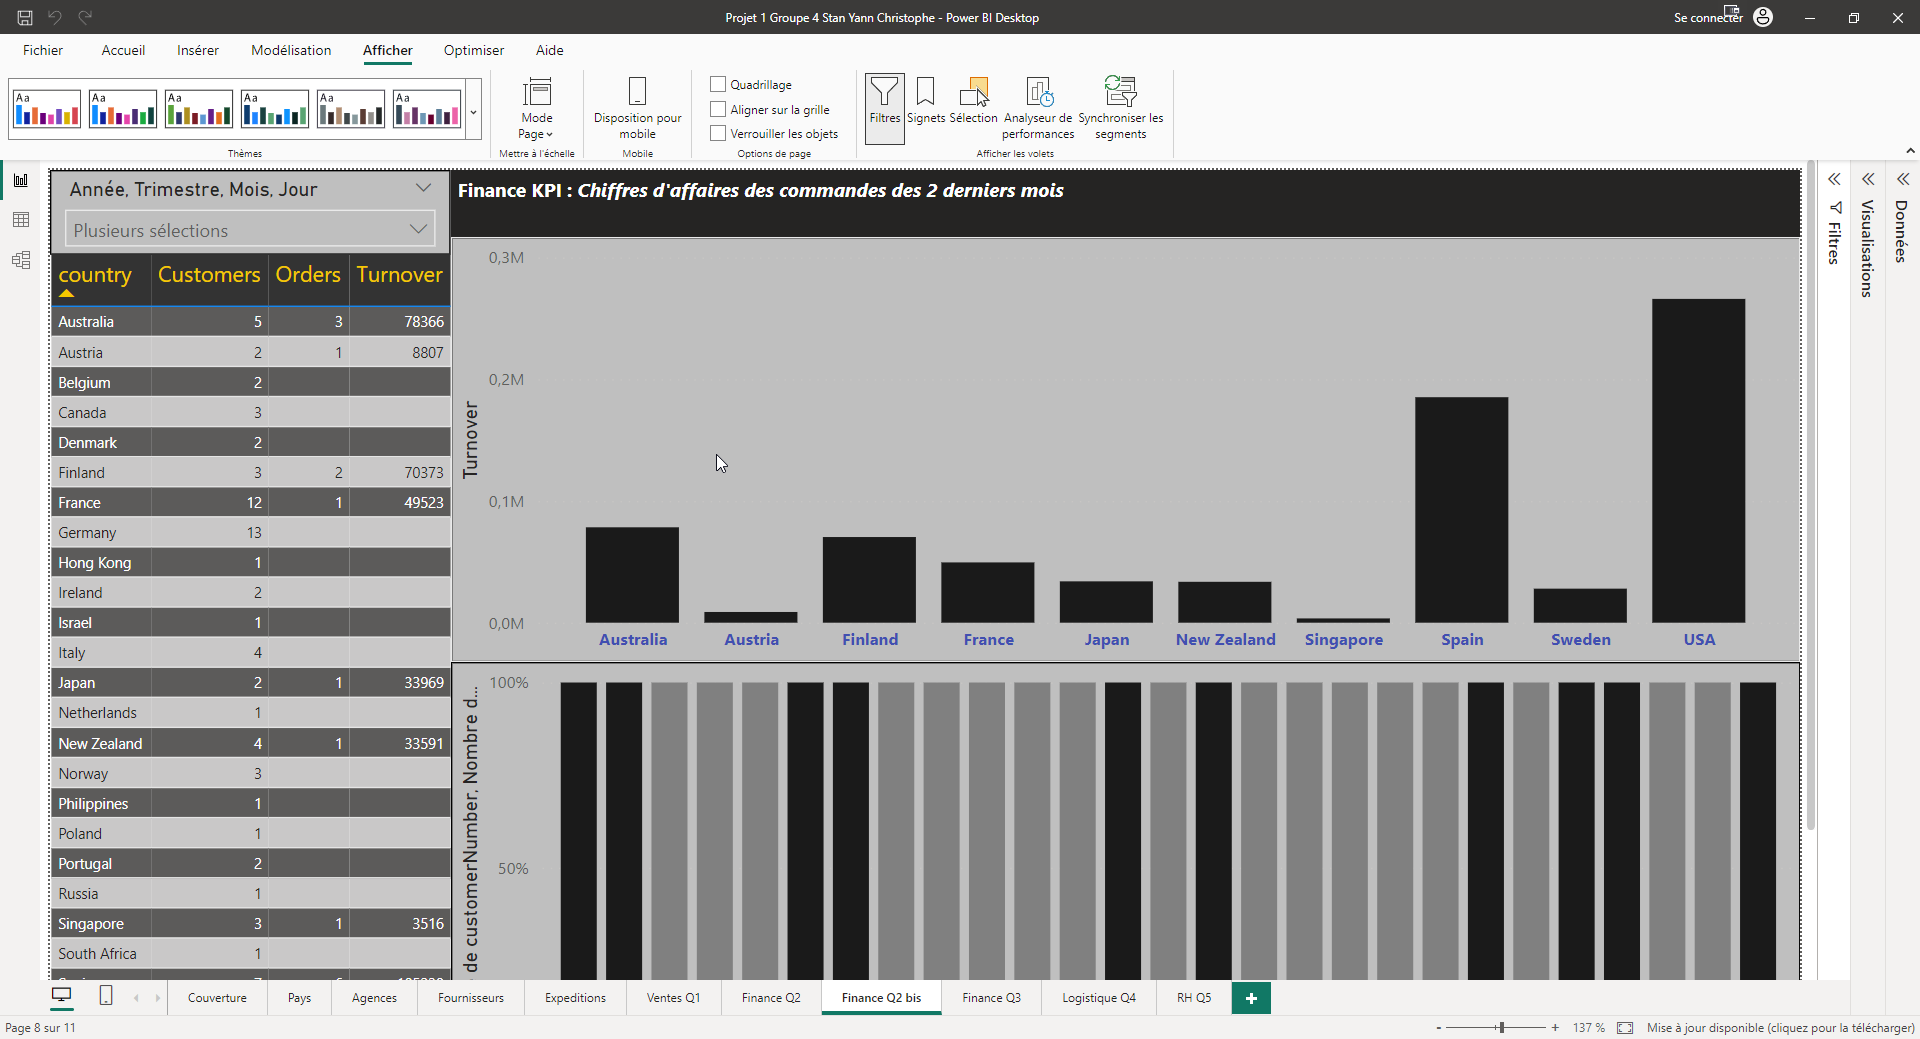 Projet 1 Groupe 4 Stan Yann Christophe - Power BI Desktop
Se connecter
Fichier
Accueil
Insérer
Modélisation
Afficher
Optimiser
Aide
Aa
Aa
Aa
Aa
Aa
Aa
Thèmes
Mode
Page
Mettre à l'échelle
Disposition pour
mobile
Mobile
Quadrillage
Aligner sur la grille
Verrouiller les objets
Options de page
Filtres
Signets
Sélection
Analyseur de
performances
Synchroniser les
segments
Afficher les volets
Année, Trimestre, Mois, Jour
Plusieurs sélections
country Customers Orders Turnover
Australia 5 3 78366
Austria 2 1 8807
Belgium 2
Canada 3
Denmark 2
Finland 3 2 70373
France 12 1 49523
Germany 13
Hong Kong 1
Ireland 2
Israel 1
Italy 4
Japan 2 1 33969
Netherlands 1
New Zealand 4 1 33591
Norway 3
Philippines 1
Poland 1
Portugal 2
Russia 1
Singapore 3 1 3516
South Africa 1
Finance KPI : Chiffres d'affaires des commandes des 2 derniers mois
Turnover
0,3M
0,2M
0,1M
0,0M
Australia
Austria
Finland
France
Japan
New Zealand
Singapore
Spain
Sweden
USA
de customerNumber, Nombre d...
100%
50%
Filtres
Visualisations
Données
Couverture
Pays
Agences
Fournisseurs
Expeditions
Ventes Q1
Finance Q2
Finance Q2 bis
Finance Q3
Logistique Q4
RH Q5
Page 8 sur 11
- + 137 %
Mise à jour disponible (cliquez pour la télécharger)